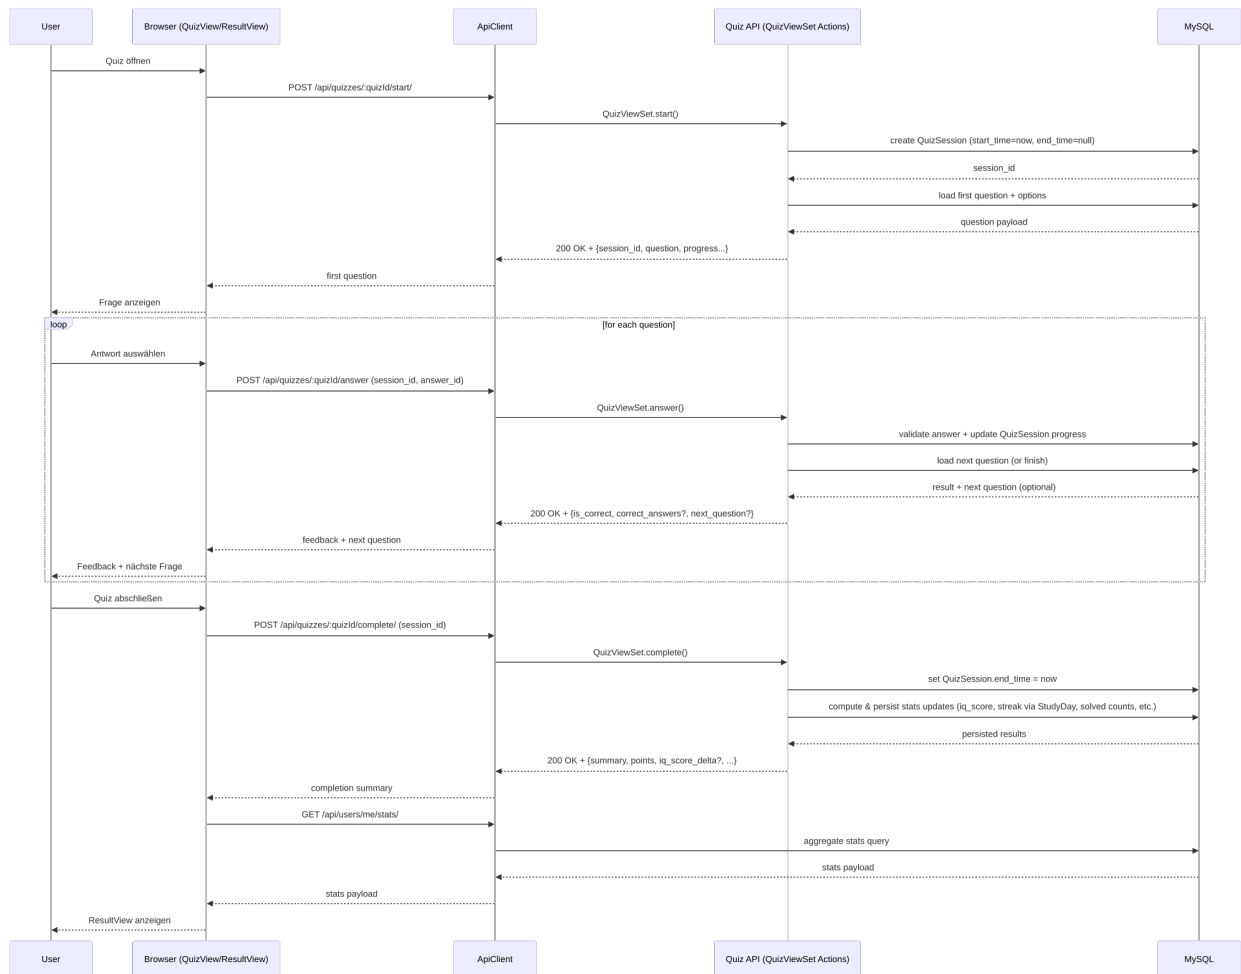 User
Browser (QuizView/ResultView)
ApiClient
Quiz API (QuizViewSet Actions)
MySQL
Quiz öffnen
POST /api/quizzes/:quizId/start/
QuizViewSet.start()
create QuizSession (start_time=now, end_time=null)
session_id
load first question + options
question payload
200 OK + {session_id, question, progress...}
first question
Frage anzeigen
loop
[for each question]
Antwort auswählen
POST /api/quizzes/:quizId/answer (session_id, answer_id)
QuizViewSet.answer()
validate answer + update QuizSession progress
load next question (or finish)
result + next question (optional)
200 OK + {is_correct, correct_answers?, next_question?}
feedback + next question
Feedback + nächste Frage
Quiz abschließen
POST /api/quizzes/:quizId/complete/ (session_id)
QuizViewSet.complete()
set QuizSession.end_time = now
compute & persist stats updates (iq_score, streak via StudyDay, solved counts, etc.)
persisted results
200 OK + {summary, points, iq_score_delta?, ...}
completion summary
GET /api/users/me/stats/
aggregate stats query
stats payload
stats payload
ResultView anzeigen
User
Browser (QuizView/ResultView)
ApiClient
Quiz API (QuizViewSet Actions)
MySQL